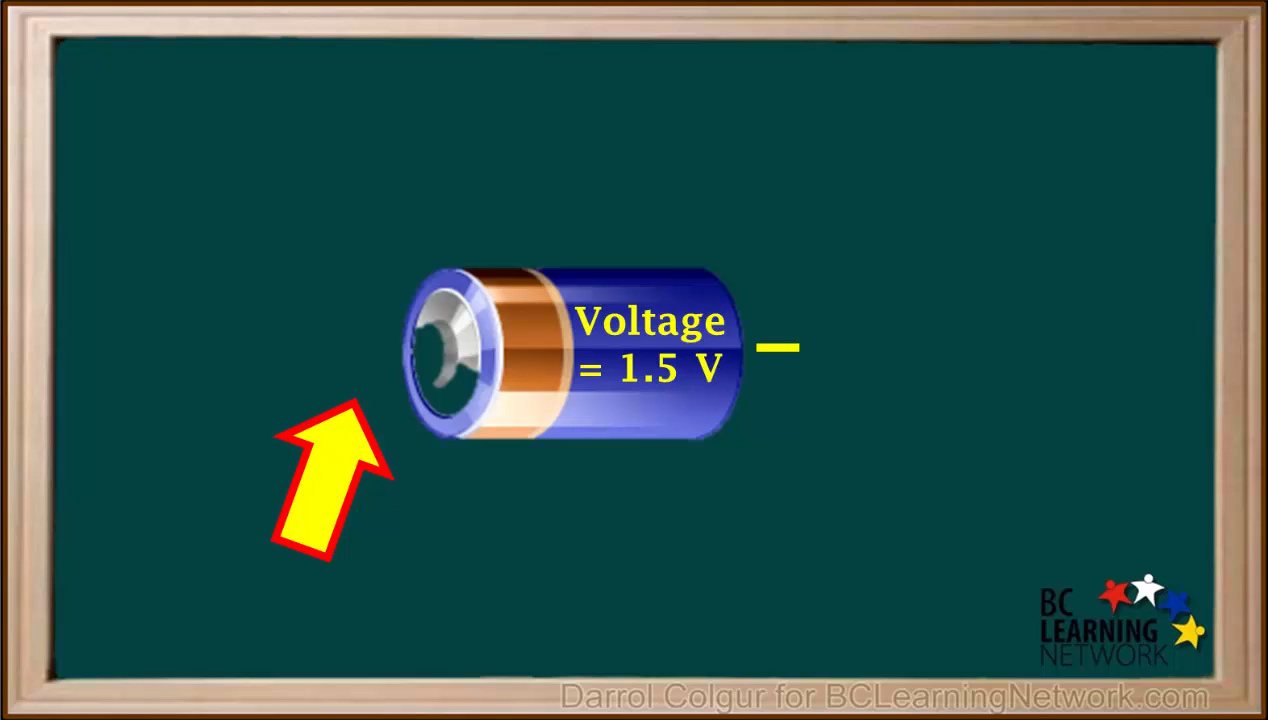 Voltage
= 1.5 V
–
BC
LEARNING
NETWORK
Darrol Colgur for BCLearningNetwork.com